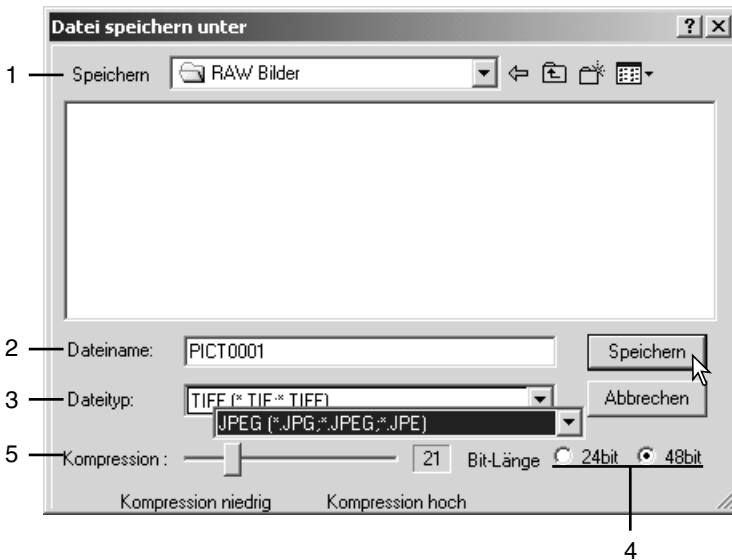 Datei speichern unter
1 Speichern RAW Bilder
2 Dateiname: PICT0001 Speichern
3 Dateityp: TIFF (*.TIF;*.TIFF) Abbrechen
JPEG (*.JPG;*.JPEG;*.JPE)
5 Kompression : 21 Bit-Länge 24bit 48bit
Kompression niedrig Kompression hoch
4